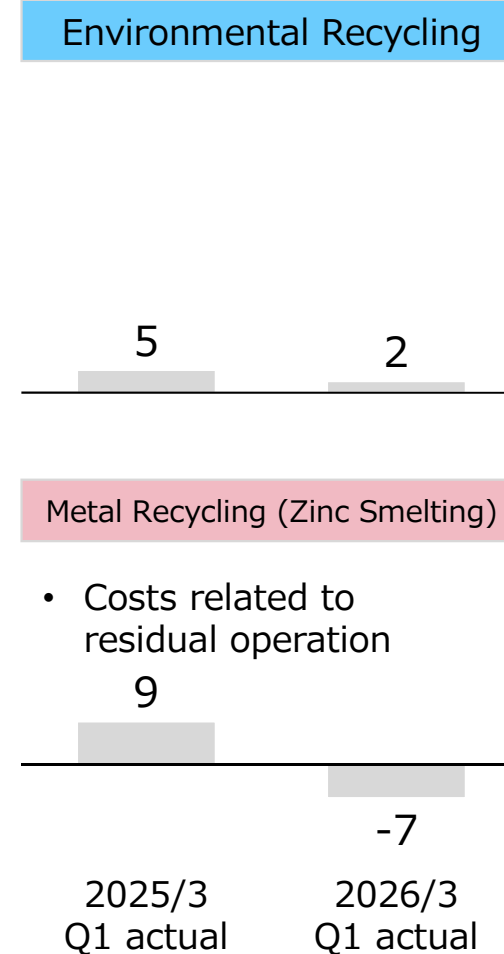 Environmental Recycling
5
2
Metal Recycling (Zinc Smelting)
• Costs related to
residual operation
9
-7
2025/3
Q1 actual
2026/3
Q1 actual